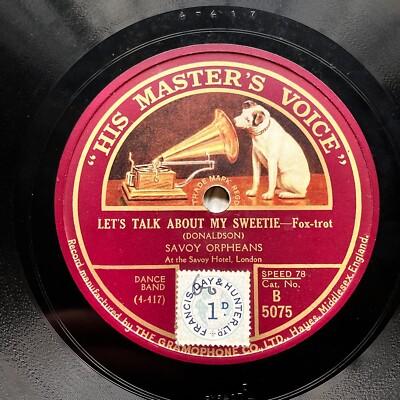 4-417
"HIS MASTER'S VOICE"
TRADE MARK REGD
LET'S TALK ABOUT MY SWEETIE—Fox-trot
(DONALDSON)
SAVOY ORPHEANS
At the Savoy Hotel, London
DANCE
BAND
(4-417)
SPEED 78
Cat. No.
B
5075
FRANCIS, DAY & HUNTER LTD
1D.
Record manufactured by THE GRAMOPHONE CO., LTD., Hayes, Middlesex, England.